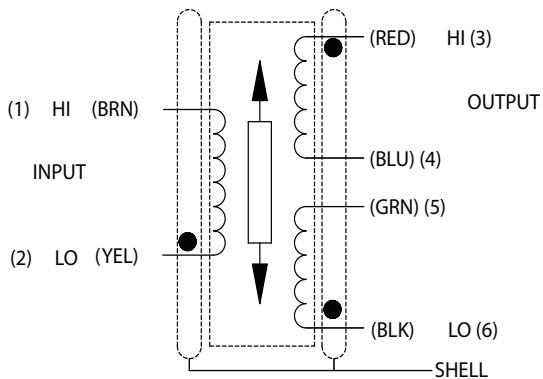 (RED) HI (3)
OUTPUT
(1) HI (BRN)
(BLU) (4)
INPUT
(GRN) (5)
(2) LO (YEL)
(BLK) LO (6)
SHELL